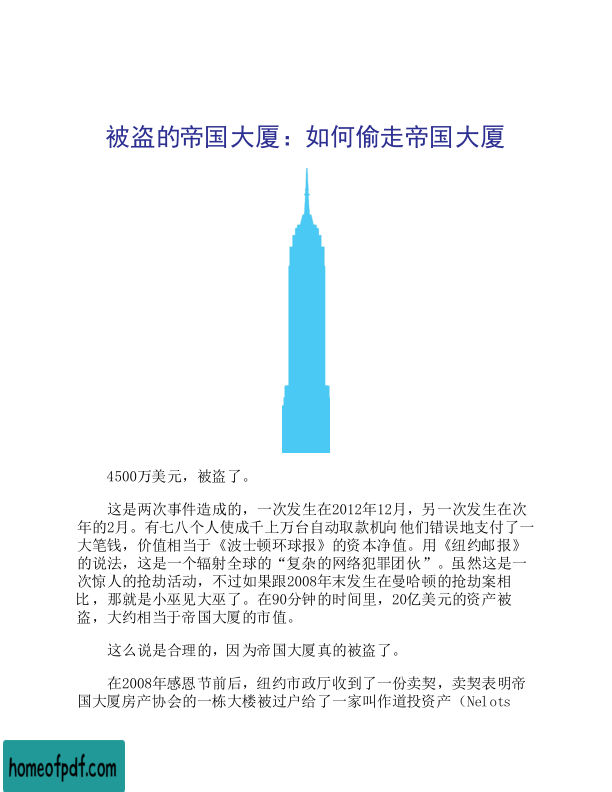 被盗的帝国大厦：如何偷走帝国大厦
4500万美元，被盗了。
这是两次事件造成的，一次发生在2012年12月，另一次发生在次
年的2月。有七八个人使成千上万台自动取款机向他们错误地支付了一
大笔钱，价值相当于《波士顿环球报》的资本净值。用《纽约邮报》
的说法，这是一个辐射全球的“复杂的网络犯罪团伙”。虽然这是一
次惊人的抢劫活动，不过如果跟2008年末发生在曼哈顿的抢劫案相
比，那就是小巫见大巫了。在90分钟的时间里，20亿美元的资产被
盗，大约相当于帝国大厦的市值。
这么说是合理的，因为帝国大厦真的被盗了。
在2008年感恩节前后，纽约市政厅收到了一份卖契，卖契表明帝
国大厦房产协会的一栋大楼被过户给了一家叫作道投资产（Nelots
homeofpdf.com